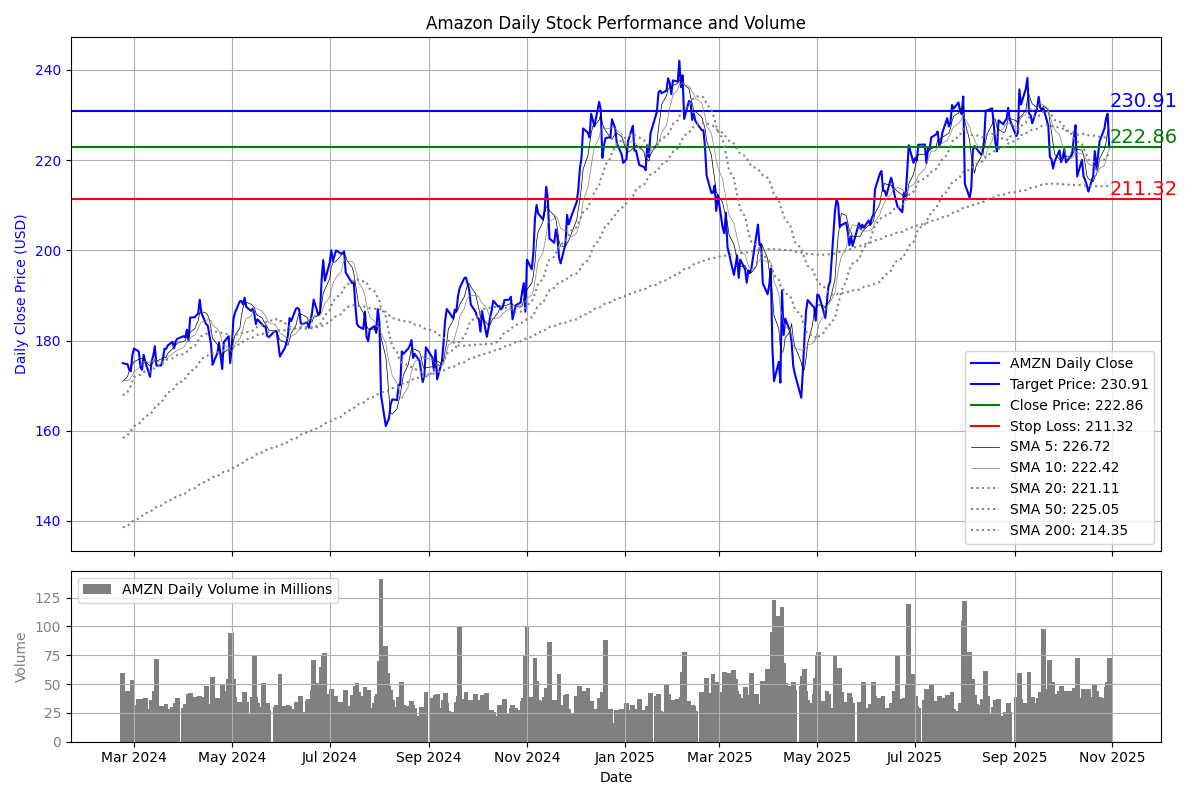 Amazon Daily Stock Performance and Volume
Daily Close Price (USD)
240
220
200
180
160
140
230.91
222.86
211.32
AMZN Daily Close
Target Price: 230.91
Close Price: 222.86
Stop Loss: 211.32
SMA 5: 226.72
SMA 10: 222.42
SMA 20: 221.11
SMA 50: 225.05
SMA 200: 214.35
AMZN Daily Volume in Millions
Volume
125
100
75
50
25
0
Mar 2024 May 2024 Jul 2024 Sep 2024 Nov 2024 Jan 2025 Mar 2025 May 2025 Jul 2025 Sep 2025 Nov 2025
Date